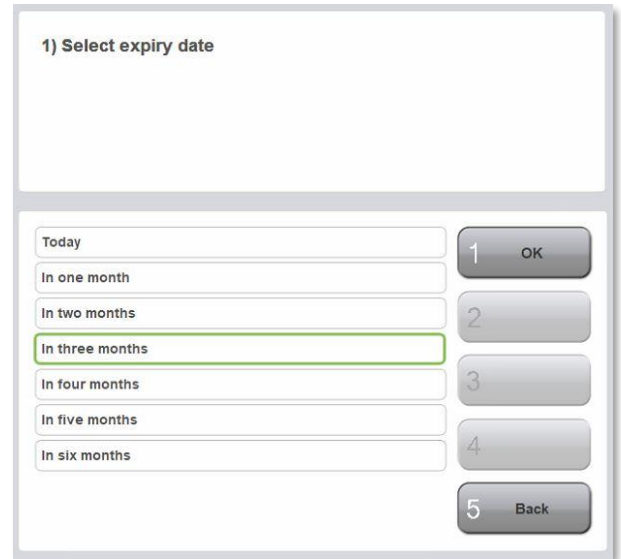 1) Select expiry date
Today
In one month
In two months
In three months
In four months
In five months
In six months
1 OK
2
3
4
5 Back